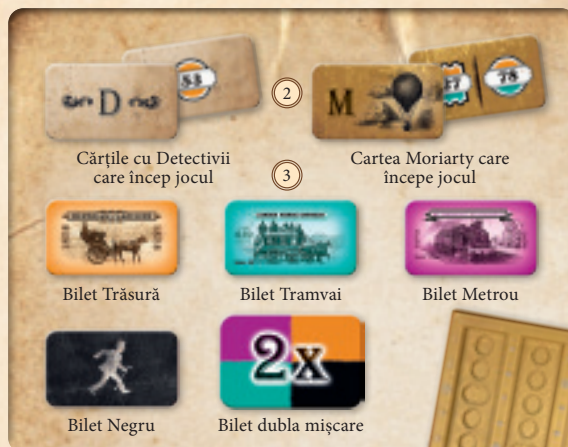 D
53
2
M
78
Cărțile cu Detectivii
care încep jocul
Cartea Moriarty care
începe jocul
3
Bilet Trăsură
Bilet Tramvai
Bilet Metrou
2x
Bilet Negru
Bilet dubla mișcare